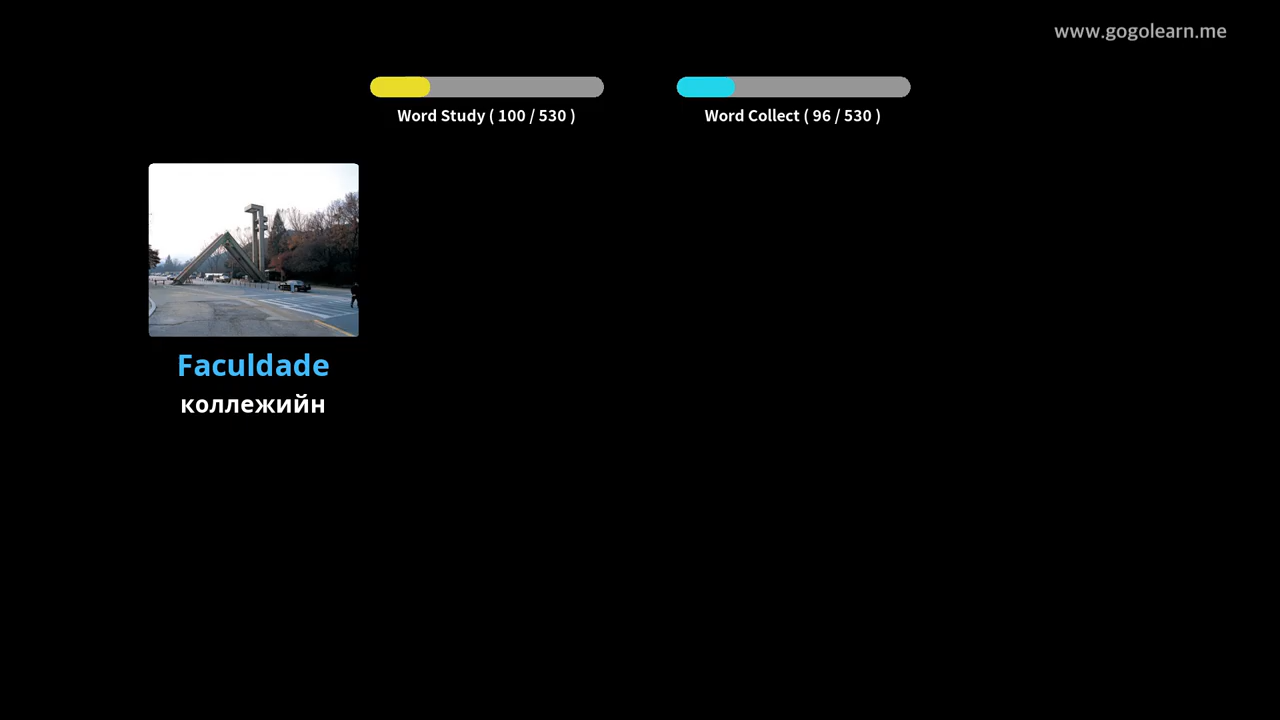 www.gogolearn.me
Word Study ( 100 / 530 )
Word Collect ( 96 / 530 )
Faculdade
коллежийн